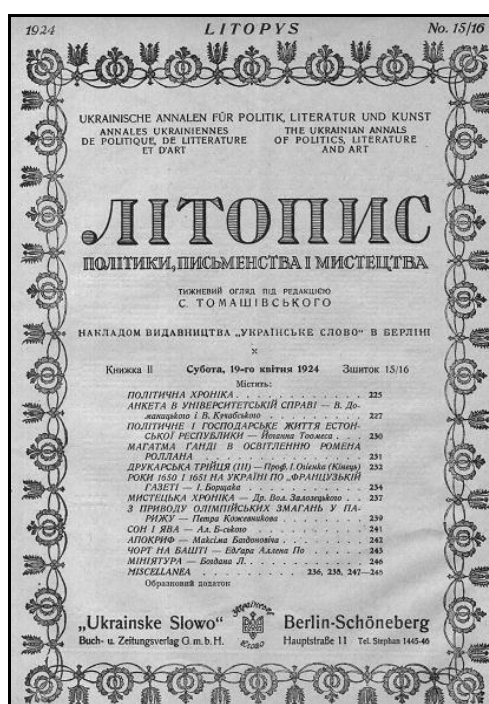 1924 LITOPYS No. 15/16
UKRAINISCHE ANNALEN FÜR POLITIK, LITERATUR UND KUNST
ANNALES UKRAINIENNES THE UKRAINIAN ANNALS
DE POLITIQUE, DE LITTERATURE OF POLITICS, LITERATURE
ET D'ART AND ART
ЛІТОПИС
ПОЛІТИКИ, ПИСЬМЕНСТВА І МИСТЕЦТВА
ТИЖНЕВИЙ ОГЛЯД ПІД РЕДАКЦІЄЮ
С. ТОМАШІВСЬКОГО
НАКЛАДОМ ВИДАВНИЦТВА „УКРАЇНСЬКЕ СЛОВО" В БЕРЛІНІ
×
Книжка II Субота, 19-го квітня 1924 Зшиток 15/16
Містить:
ПОЛІТИЧНА ХРОНІКА . . . . . . . . . . . . 225
АНКЕТА В УНІВЕРСИТЕТСЬКІЙ СПРАВІ — В. До-
маницького і В. Кучабського . . . . . . . . . 227
ПОЛІТИЧНЕ І ГОСПОДАРСЬКЕ ЖИТТЯ ЕСТОН-
СЬКОЇ РЕСПУБЛИКИ — Йоганна Тоомеса . . . 230
МАГАТМА ГАНДІ В ОСВІТЛЕННЮ РОМЕНА
РОЛЛАНА . . . . . . . . . . . . 231
ДРУКАРСЬКА ТРІЙЦЯ (III) — Проф. І. Огієнка (Кінець) 232
РОКИ 1650 І 1651 НА УКРАЇНІ ПО „ФРАНЦУЗЬКІЙ
ГАЗЕТІ — І. Борщака . . . . . . . . . 234
МИСТЕЦЬКА ХРОНІКА — Др. Вол. Залозецького . . . 237
З ПРИВОДУ ОЛІМПІЙСЬКИХ ЗМАГАНЬ У ПА-
РИЖУ — Петра Кожевникова . . . . . . . 239
СОН І ЯВА — Ал. Б-ського . . . . . . . . 241
АПОКРИФ — Максіма Багдановіча . . . . . . . 242
ЧОРТ НА БАШТІ — Едґара Аллена По . . . . . 243
МІНІЯТУРА — Богдана Л. . . . . . . . . . 246
MISCELLANEA . . . . . . . . . 236, 238, 247—248
Образковий додаток
„Ukrainske Slowo" Українське Слово Berlin-Schöneberg
Buch- u. Zeitungsverlag G. m. b. H. Hauptstraße 11 Tel. Stephan 1445-46